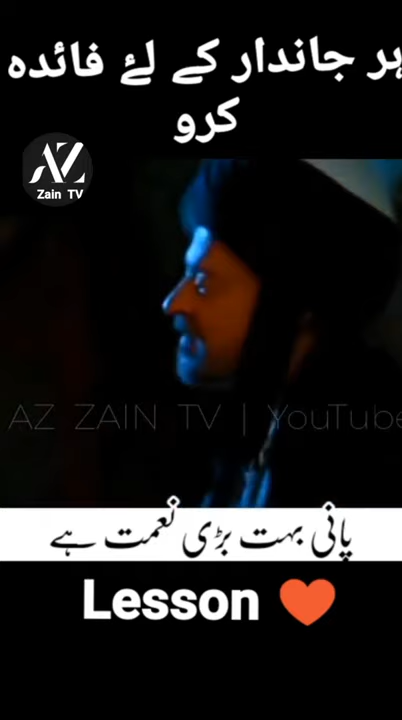 ہر جاندار کے لئے فائدہ
کرو
AZ
Zain TV
AZ ZAIN TV | YouTube
پانی بہت بڑی نعمت ہے
Lesson ❤️